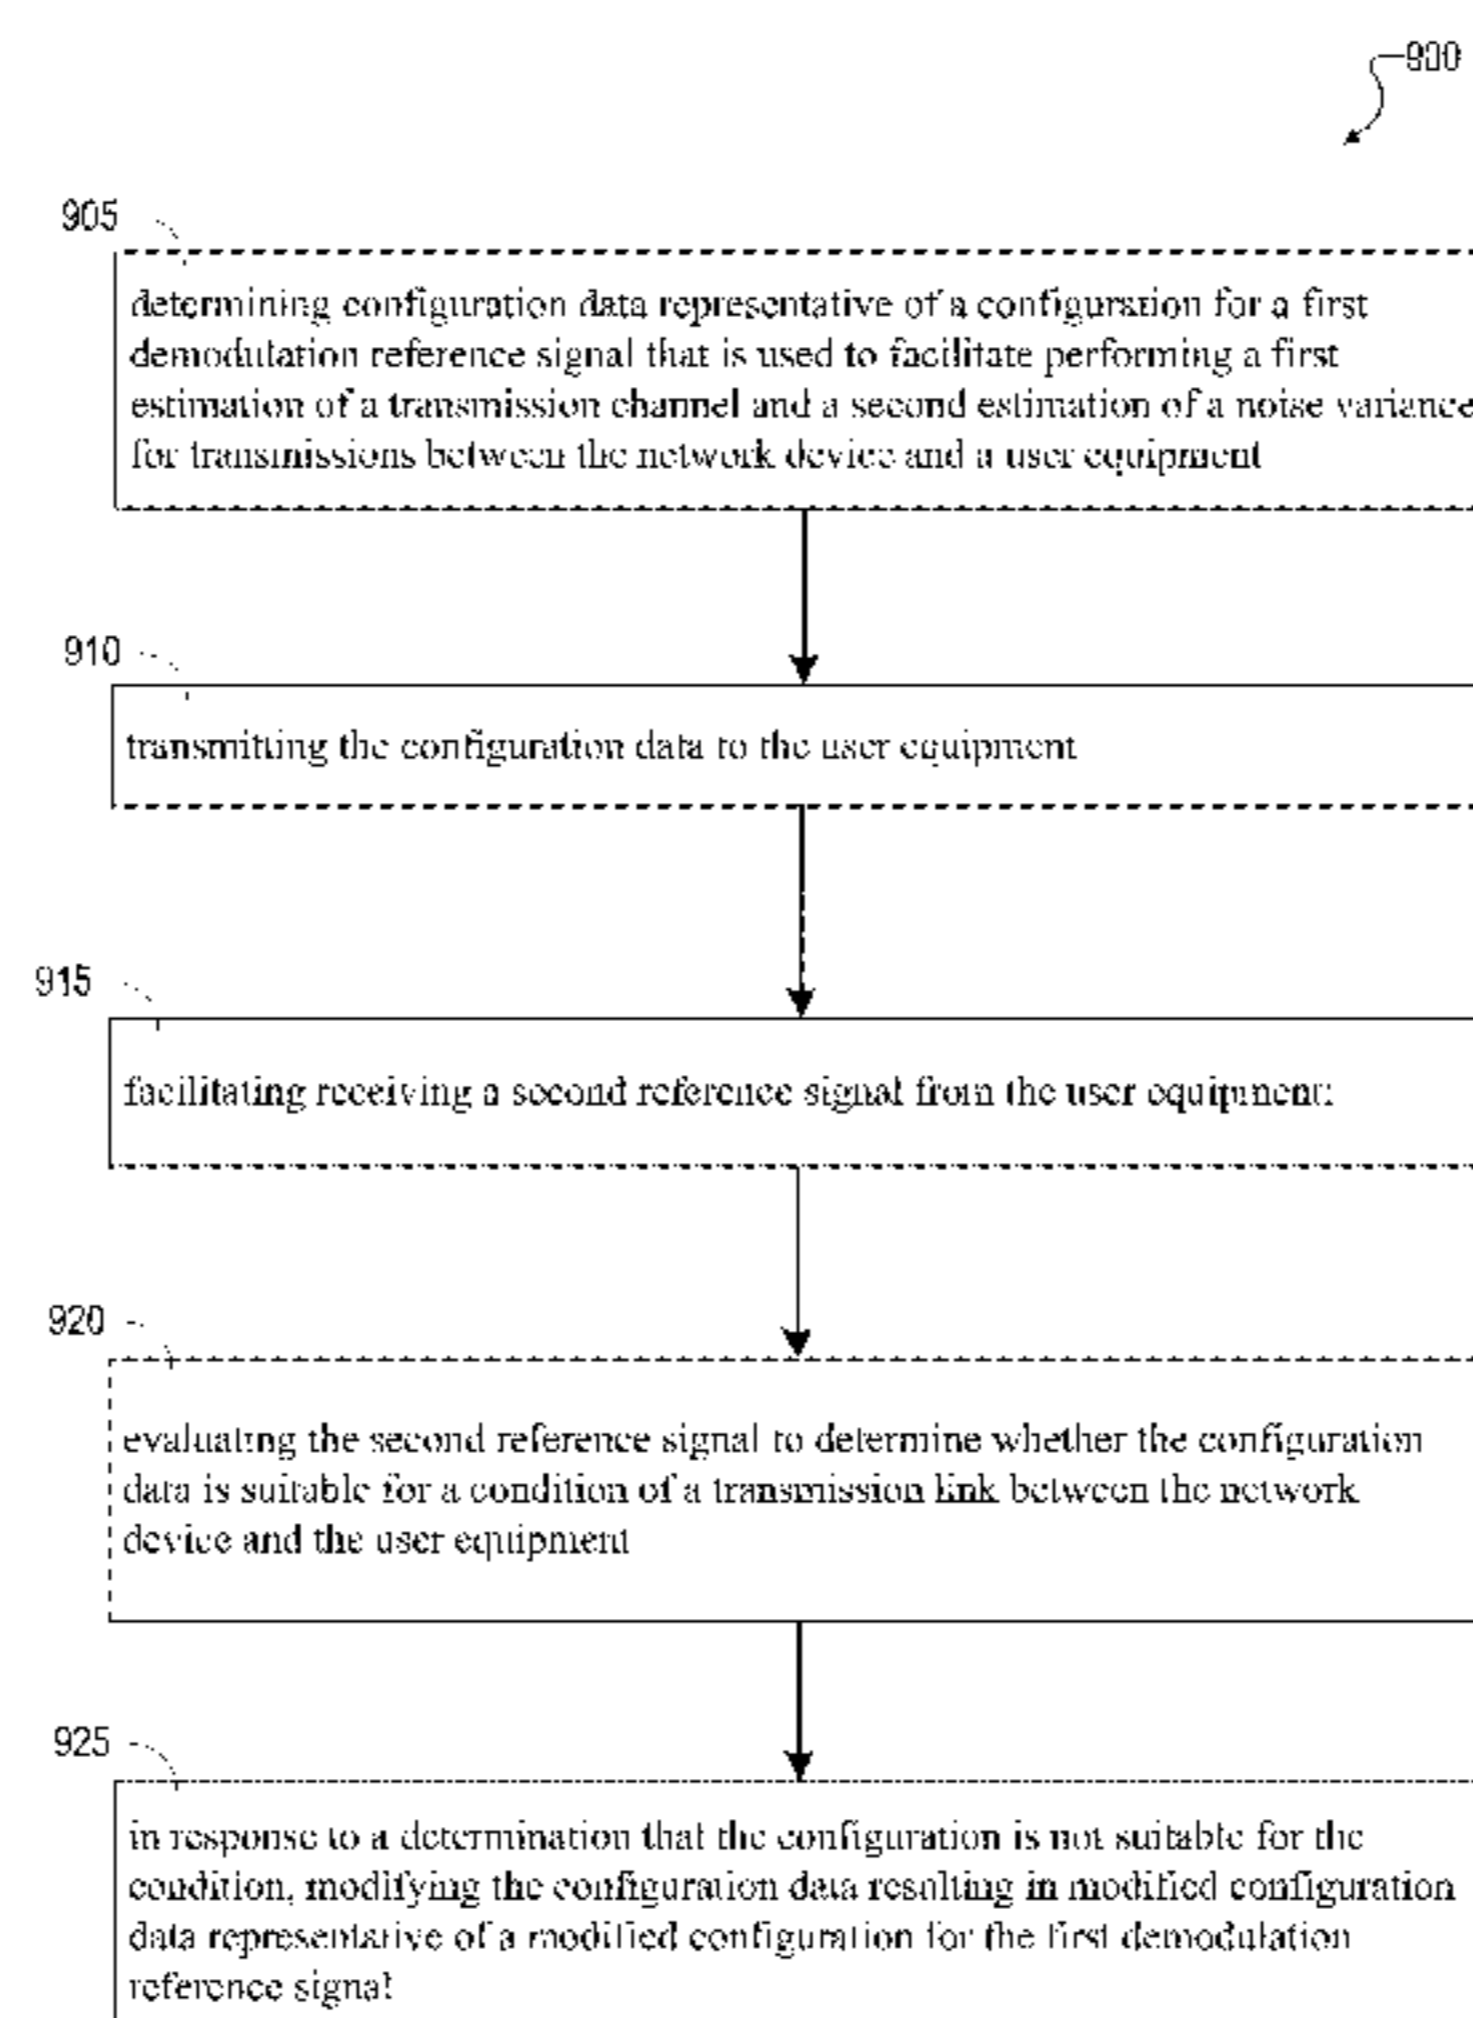 900
905
determining configuration data representative of a configuration for a first
demodulation reference signal that is used to facilitate performing a first
estimation of a transmission channel and a second estimation of a noise variance
for transmissions between the network device and a user equipment
910
transmitting the configuration data to the user equipment
915
facilitating receiving a second reference signal from the user equipment;
920
evaluating the second reference signal to determine whether the configuration
data is suitable for a condition of a transmission link between the network
device and the user equipment
925
in response to a determination that the configuration is not suitable for the
condition, modifying the configuration data resulting in modified configuration
data representative of a modified configuration for the first demodulation
reference signal